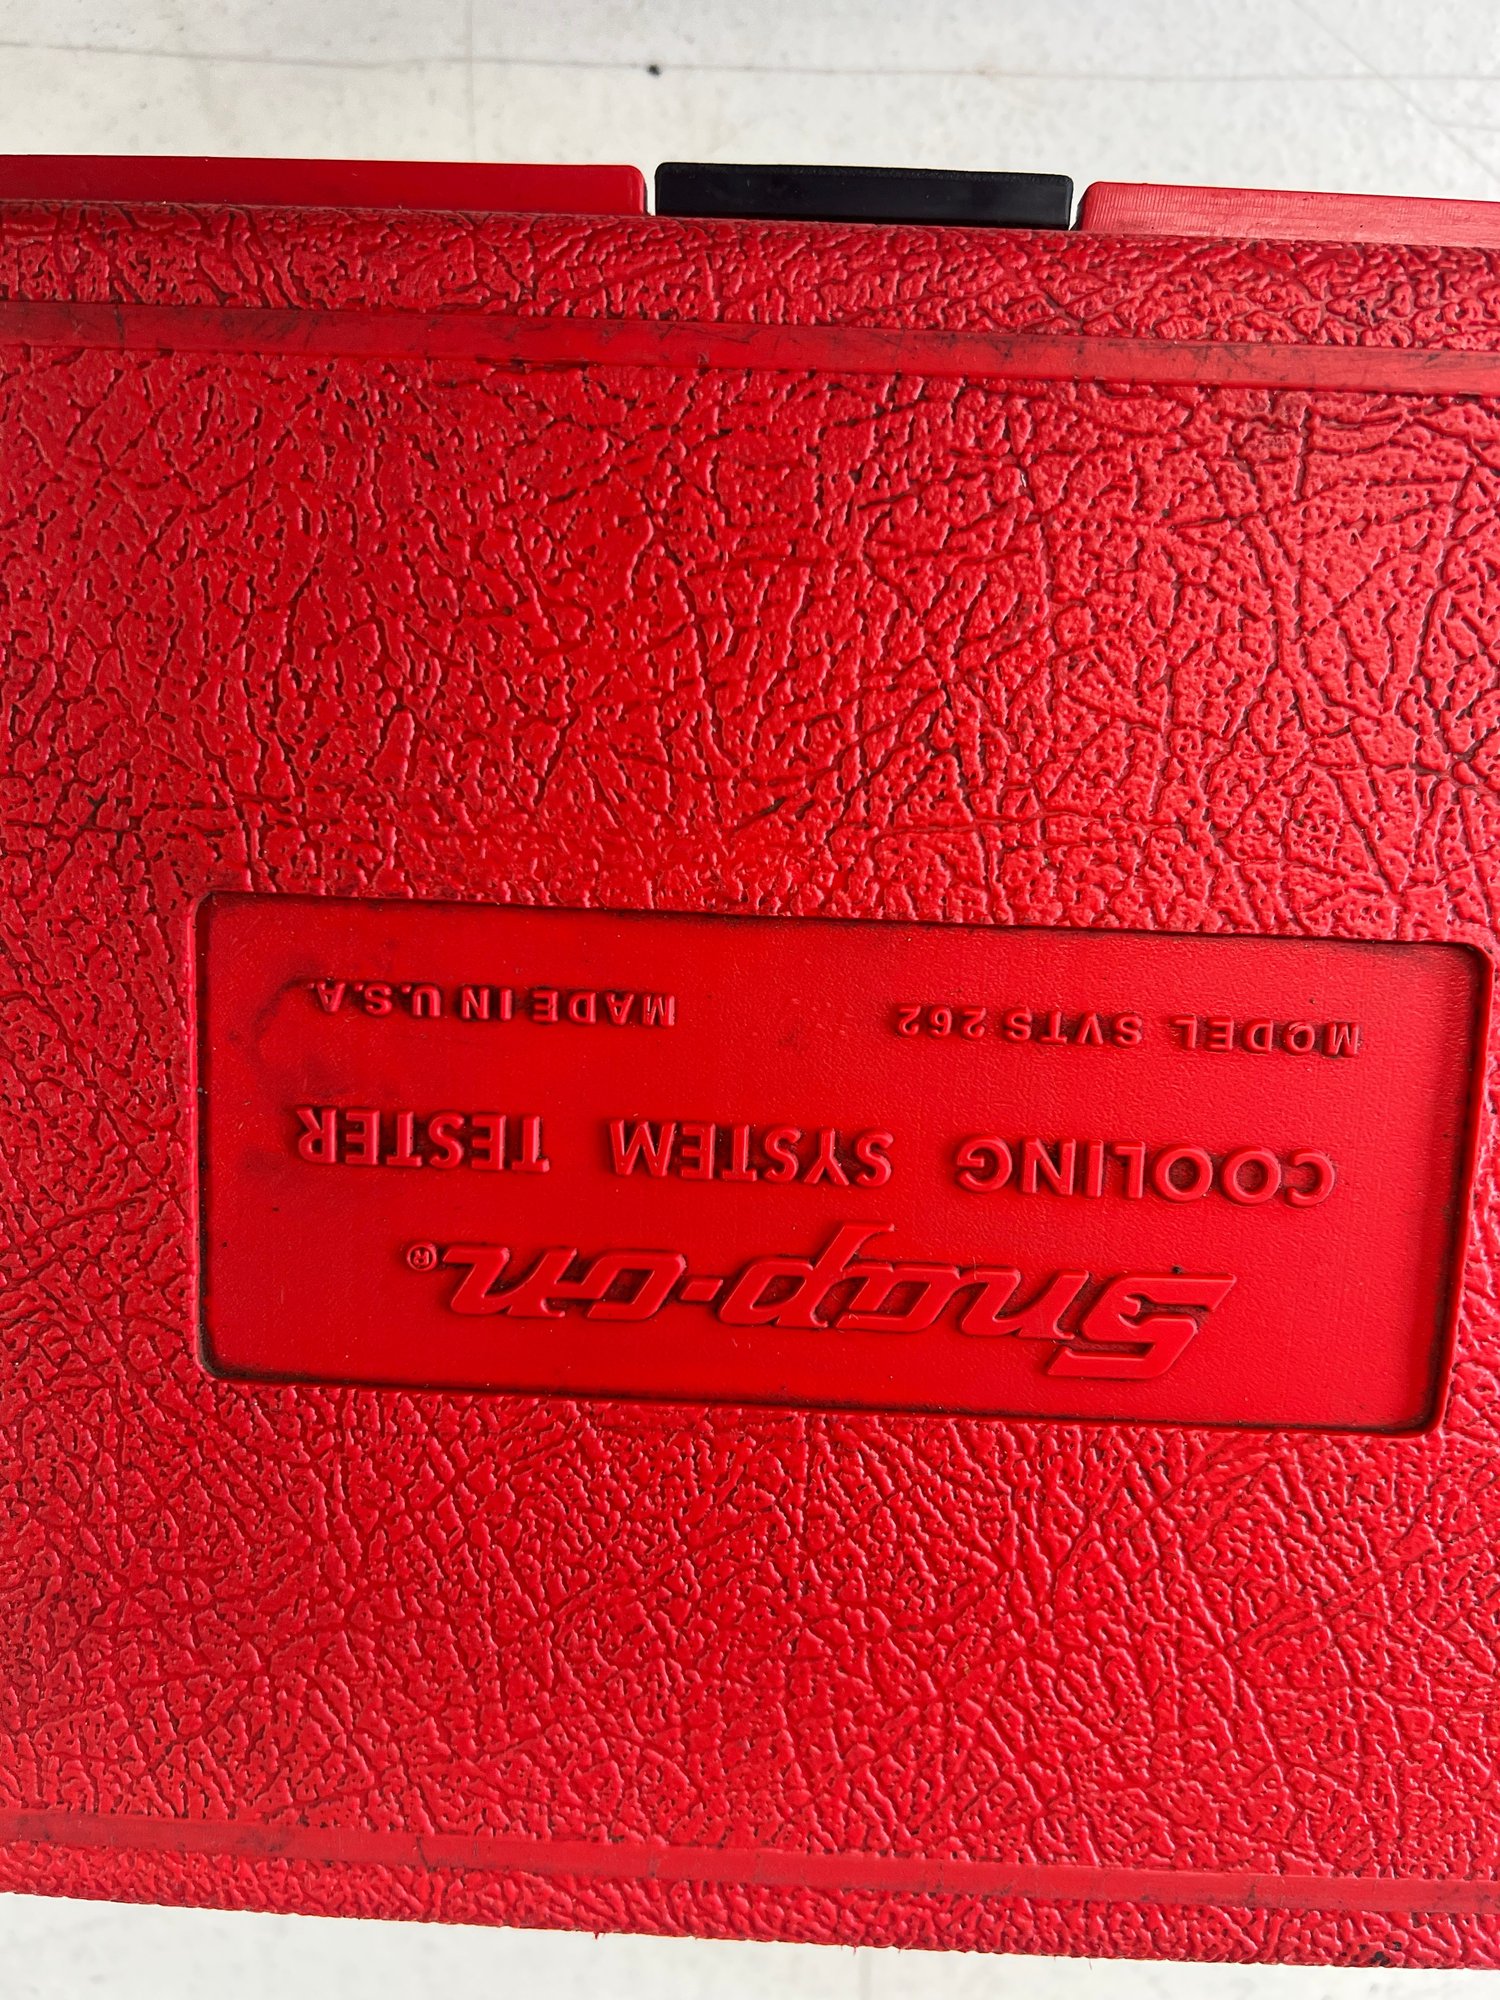 Snap-on®
COOLING SYSTEM TESTER
MODEL SVTS 262 MADE IN U.S.A.